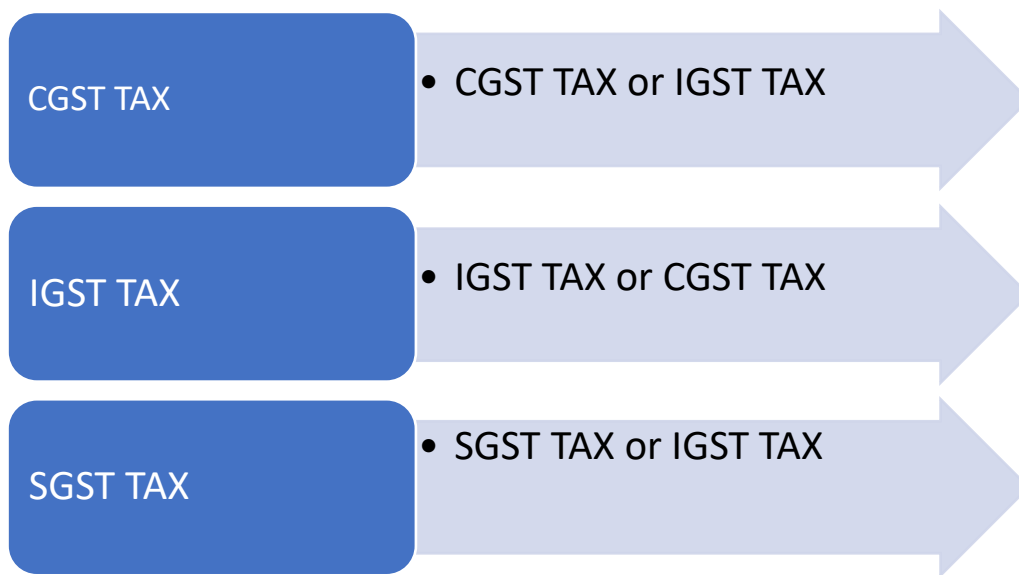 CGST TAX
• CGST TAX or IGST TAX
IGST TAX
• IGST TAX or CGST TAX
SGST TAX
• SGST TAX or IGST TAX